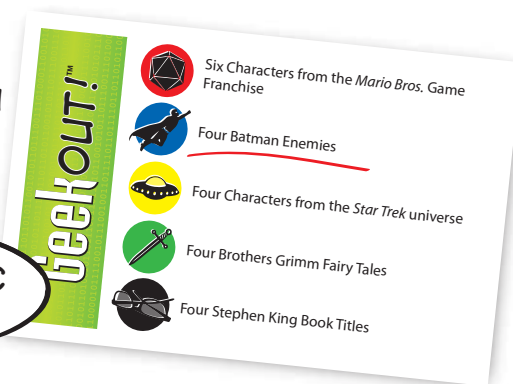 GeekOUT!™
Six Characters from the Mario Bros. Game
Franchise
Four Batman Enemies
Four Characters from the Star Trek universe
Four Brothers Grimm Fairy Tales
Four Stephen King Book Titles